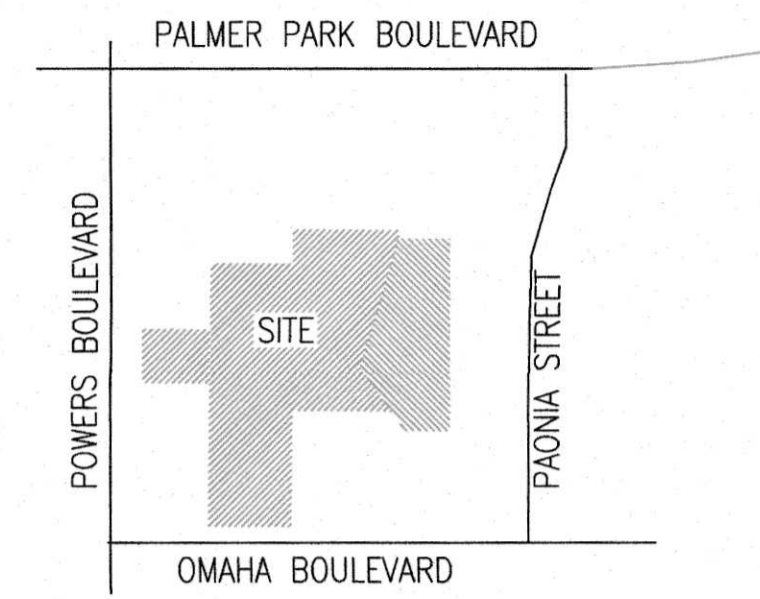 PALMER PARK BOULEVARD
POWERS BOULEVARD
SITE
PAONIA STREET
OMAHA BOULEVARD